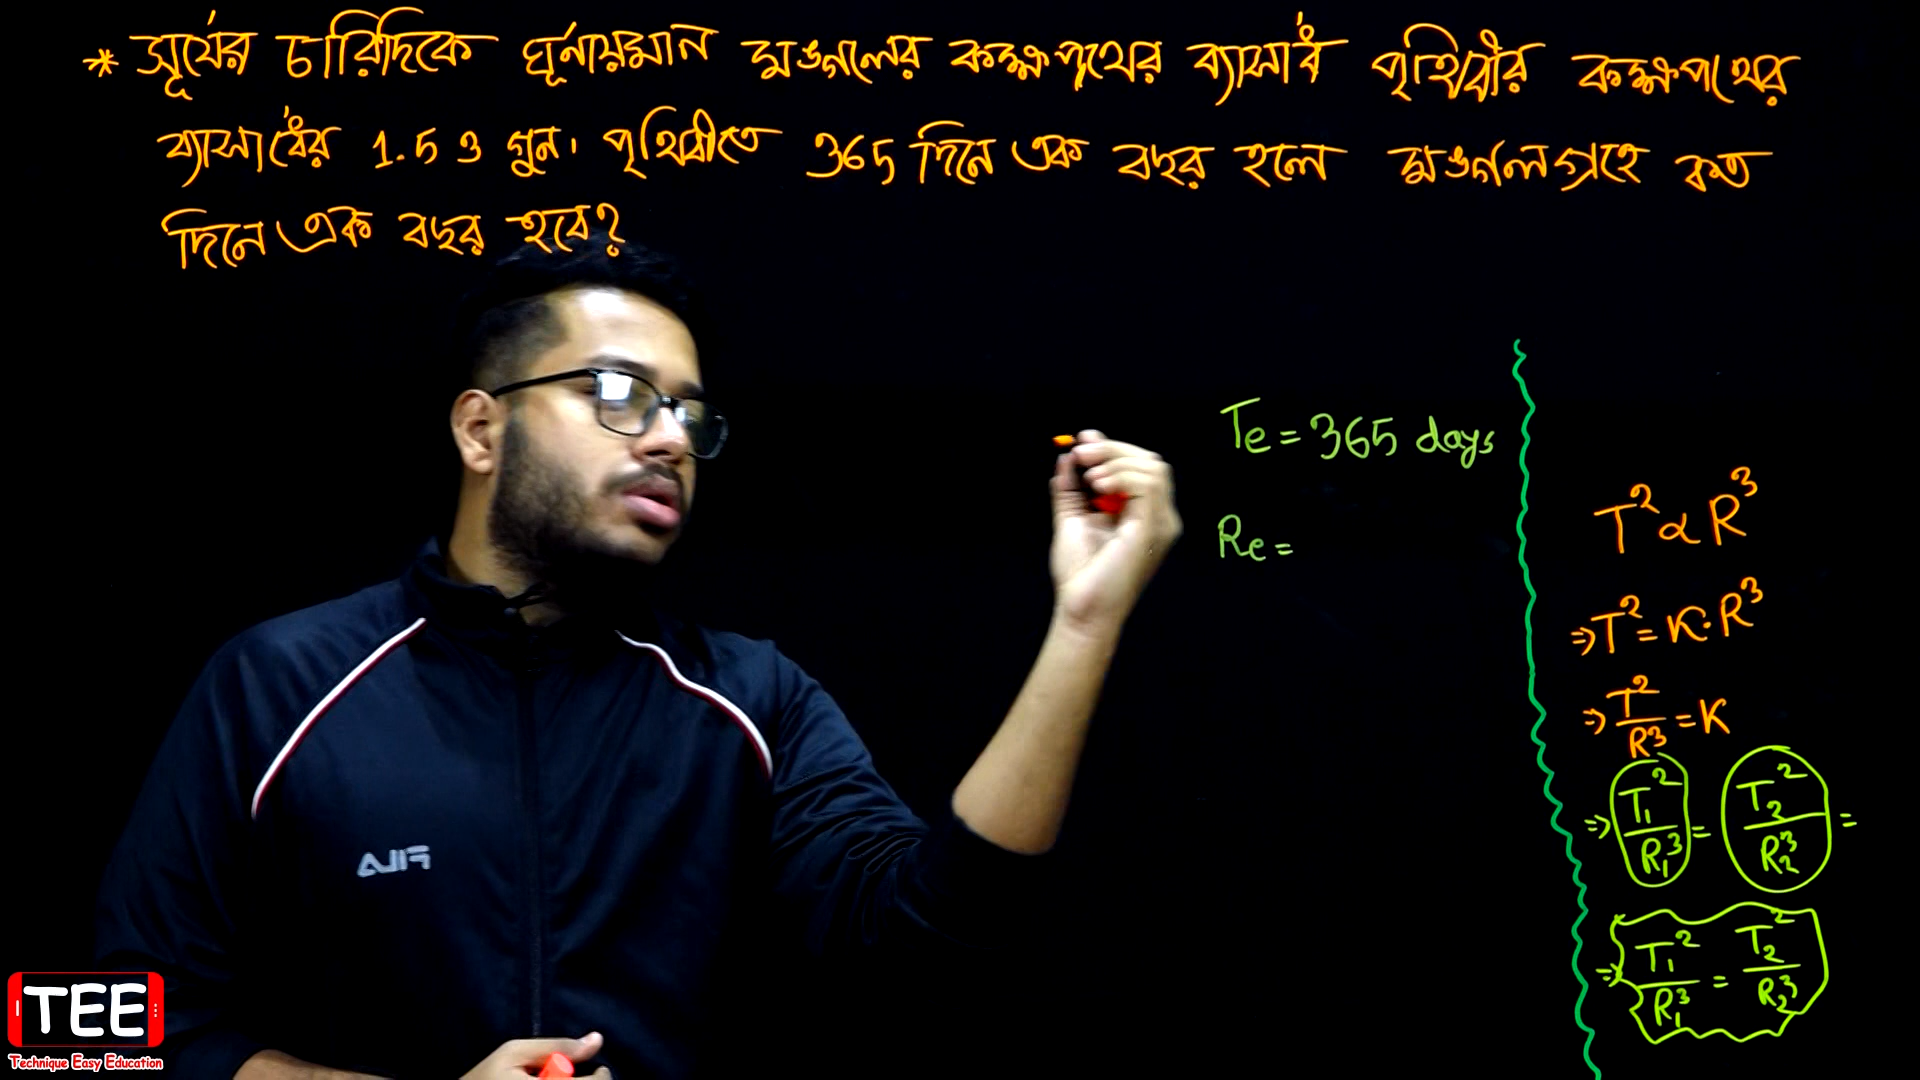 * সূর্যের চারিদিকে ঘূর্নায়মান মঙ্গলের কক্ষপথের ব্যাসার্ধ পৃথিবীর কক্ষপথের
ব্যাসার্ধের 1.53 গুন। পৃথিবীতে 365 দিনে এক বছর হলে মঙ্গলগ্রহে কত
দিনে এক বছর হবে?
Te = 365 days
Re =
T² ∝ R³
⇒ T² = K·R³
⇒ T²/R³ = K
⇒ T₁²/R₁³ = T₂²/R₂³ =
⇒ T₁²/R₁³ = T₂²/R₂³
FILA
TEE
Technique Easy Education